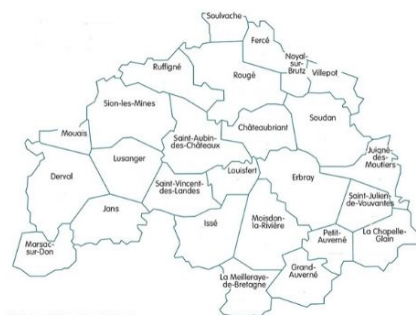 Soulvache
Fercé
Noyal-
sur-
Brutz
Villepot
Ruffigné
Rougé
Sion-les-Mines
Soudan
Châteaubriant
Mouais
Saint-Aubin
des-Châteaux
Juigné-
des-
Moutiers
Lusanger
Derval
Louisfert
Erbray
Saint-Vincent
-des-Landes
Saint-Julien
de-Vouvantes
Jans
Issé
Moisdon-
la-Rivière
Petit-
Auverné
La Chapelle-
Glain
Marsac-
sur-Don
Grand-
Auverné
La Meilleraye-
de-Bretagne